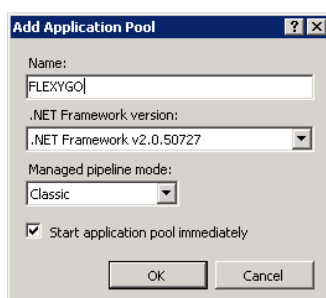 Add Application Pool
Name:
FLEXYGO
.NET Framework version:
.NET Framework v2.0.50727
Managed pipeline mode:
Classic
Start application pool immediately
OK
Cancel